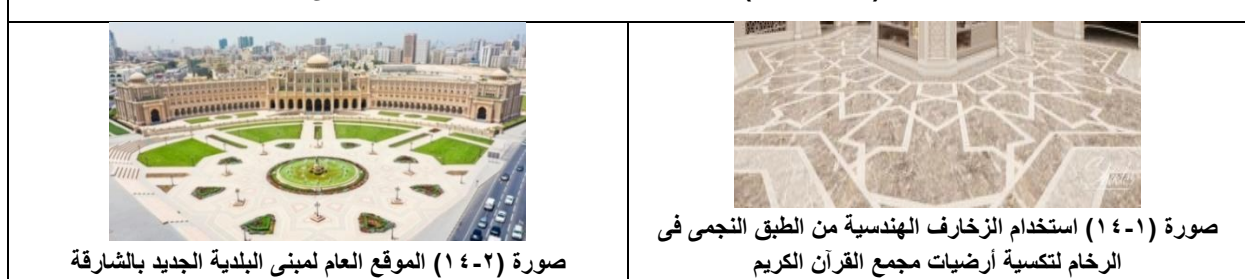 صورة (١-١٤) استخدام الزخارف الهندسية من الطبق النجمى فى
الرخام لتكسية أرضيات مجمع القرآن الكريم
صورة (٢-١٤) الموقع العام لمبنى البلدية الجديد بالشارقة